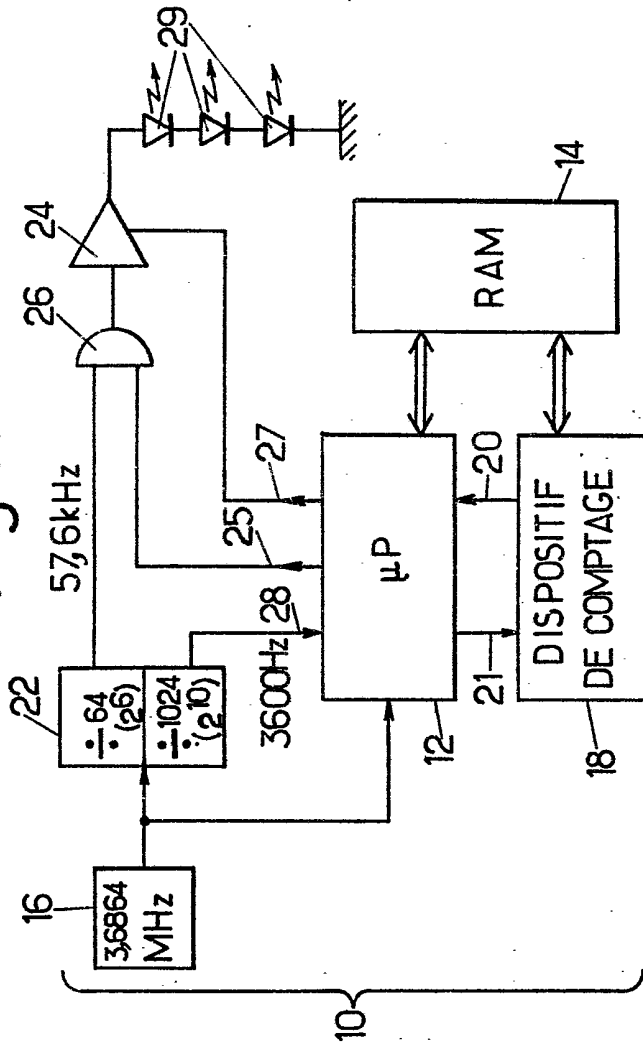 10
16
3,6864
MHz
22
÷64
(2⁶)
÷1024
(2¹⁰)
57,6kHz
3600Hz
28
25
27
26
24
29
12
µP
21
20
18
DISPOSITIF
DE COMPTAGE
RAM
14